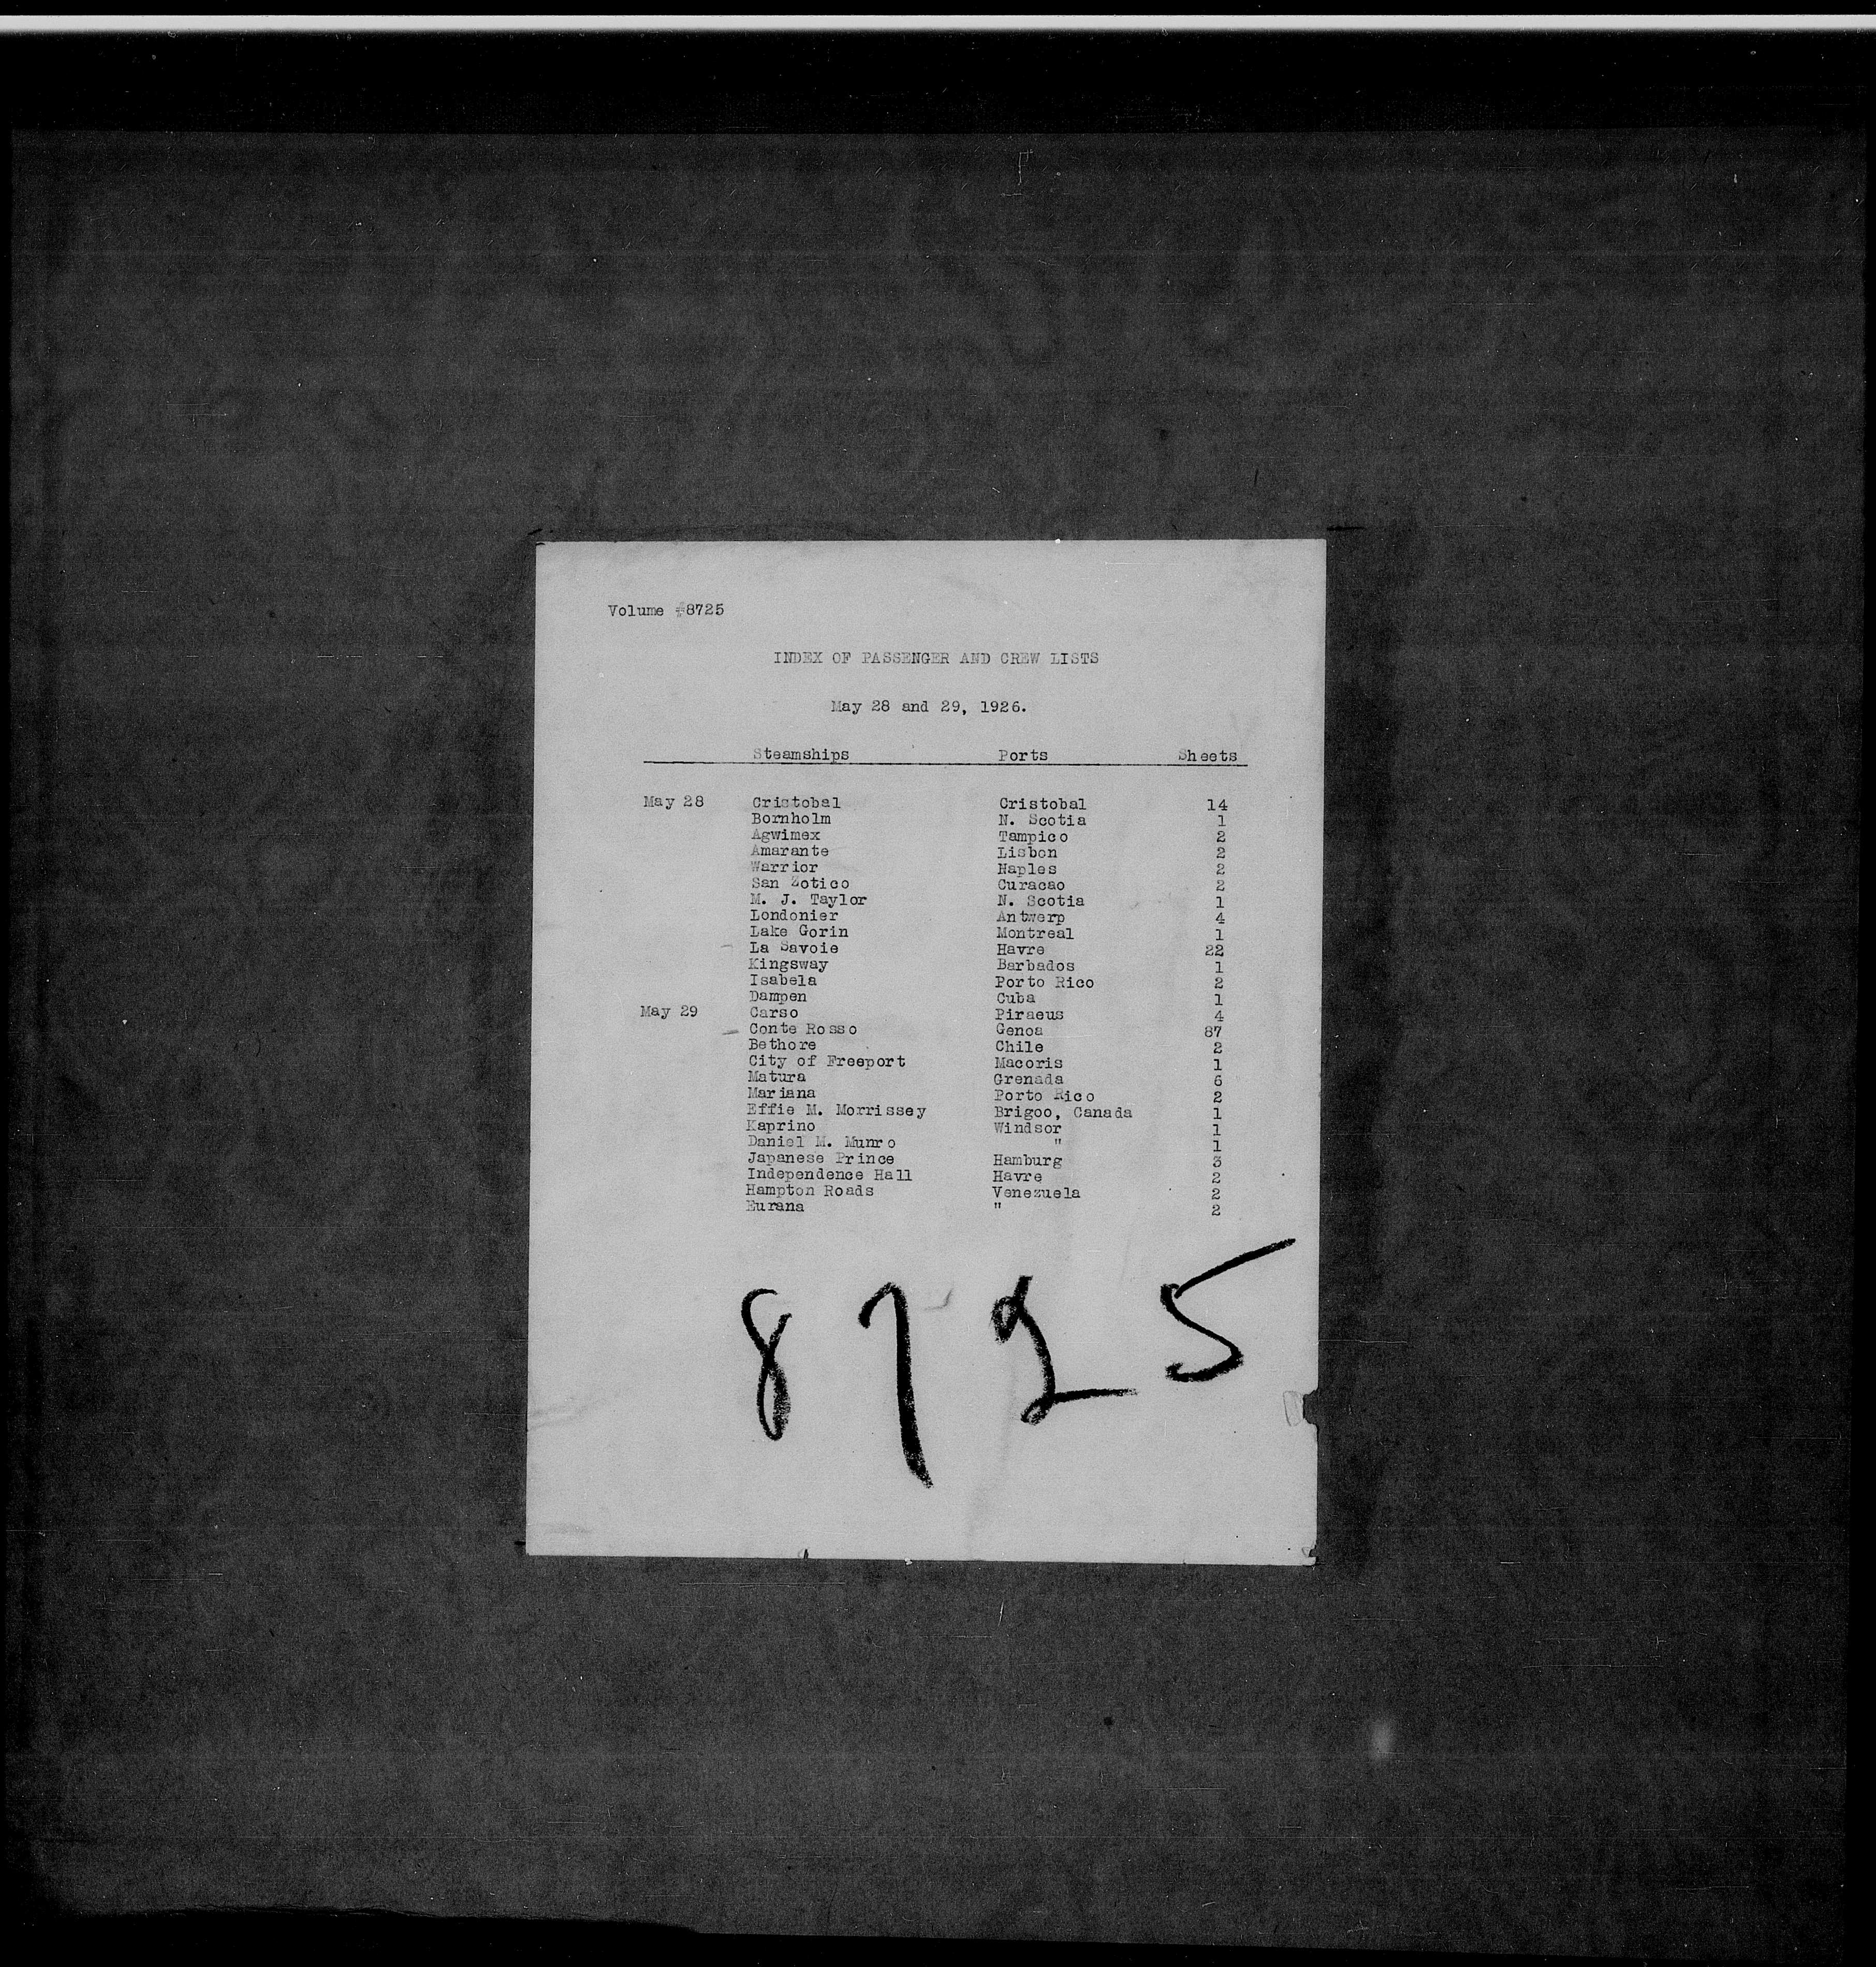 Volume #8725
INDEX OF PASSENGER AND CREW LISTS
May 28 and 29, 1926.
Steamships Ports Sheets
May 28 Cristobal Cristobal 14
Bornholm N. Scotia 1
Agwimex Tampico 2
Amarante Lisbon 2
Warrior Naples 2
San Zotico Curacao 2
M. J. Taylor N. Scotia 1
Londonier Antwerp 4
Lake Gorin Montreal 1
La Savoie Havre 22
Kingsway Barbados 1
Isabela Porto Rico 2
Dampen Cuba 1
May 29 Carso Piraeus 4
Conte Rosso Genoa 87
Bethore Chile 2
City of Freeport Macoris 1
Matura Grenada 6
Mariana Porto Rico 2
Effie M. Morrissey Brigoo, Canada 1
Kaprino Windsor 1
Daniel M. Munro " 1
Japanese Prince Hamburg 3
Independence Hall Havre 2
Hampton Roads Venezuela 2
Eurana " 2
8725